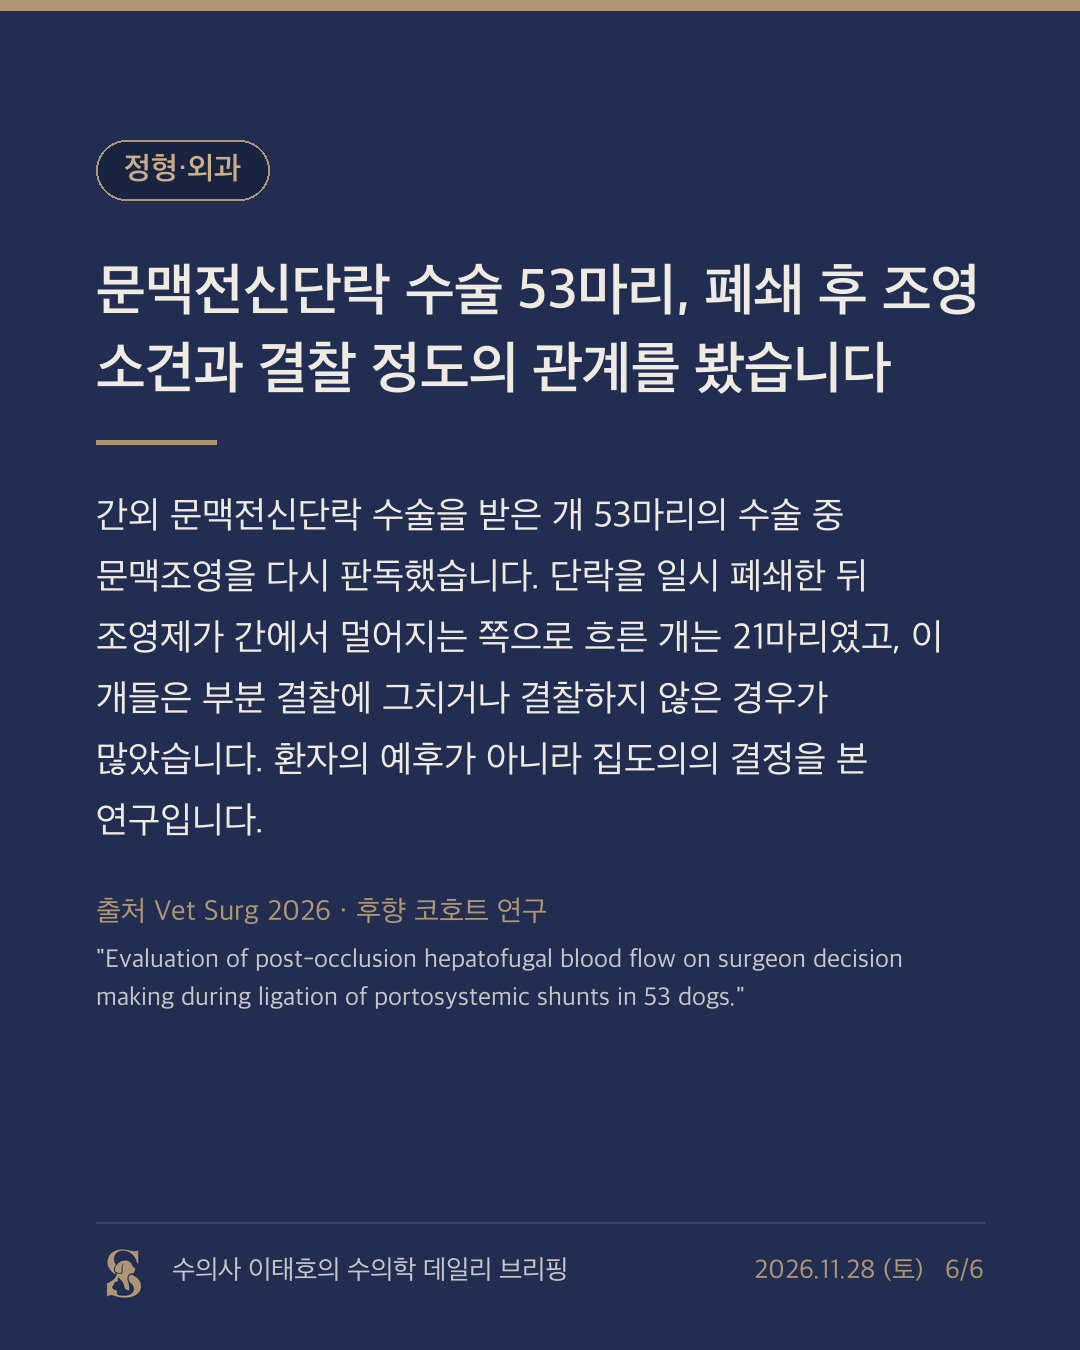 정형·외과
문맥전신단락 수술 53마리, 폐쇄 후 조영
소견과 결찰 정도의 관계를 봤습니다
간외 문맥전신단락 수술을 받은 개 53마리의 수술 중
문맥조영을 다시 판독했습니다. 단락을 일시 폐쇄한 뒤
조영제가 간에서 멀어지는 쪽으로 흐른 개는 21마리였고, 이
개들은 부분 결찰에 그치거나 결찰하지 않은 경우가
많았습니다. 환자의 예후가 아니라 집도의의 결정을 본
연구입니다.
출처 Vet Surg 2026 · 후향 코호트 연구
"Evaluation of post-occlusion hepatofugal blood flow on surgeon decision
making during ligation of portosystemic shunts in 53 dogs."
수의사 이태호의 수의학 데일리 브리핑
2026.11.28 (토) 6/6